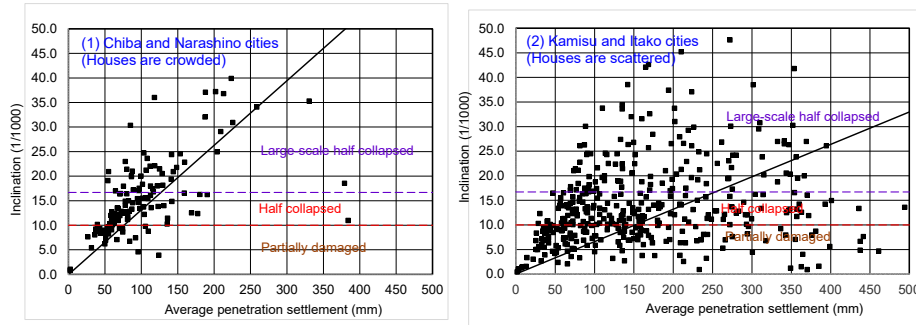 (1) Chiba and Narashino cities
(Houses are crowded)
Inclination (1/1000)
50.0
45.0
40.0
35.0
30.0
25.0
20.0
15.0
10.0
5.0
0.0
Large-scale half collapsed
Half collapsed
Partially damaged
0 50 100 150 200 250 300 350 400 450 500
Average penetration settlement (mm)
(2) Kamisu and Itako cities
(Houses are scattered)
Inclination (1/1000)
50.0
45.0
40.0
35.0
30.0
25.0
20.0
15.0
10.0
5.0
0.0
Large-scale half collapsed
Half collapsed
Partially damaged
0 50 100 150 200 250 300 350 400 450 500
Average penetration settlement (mm)